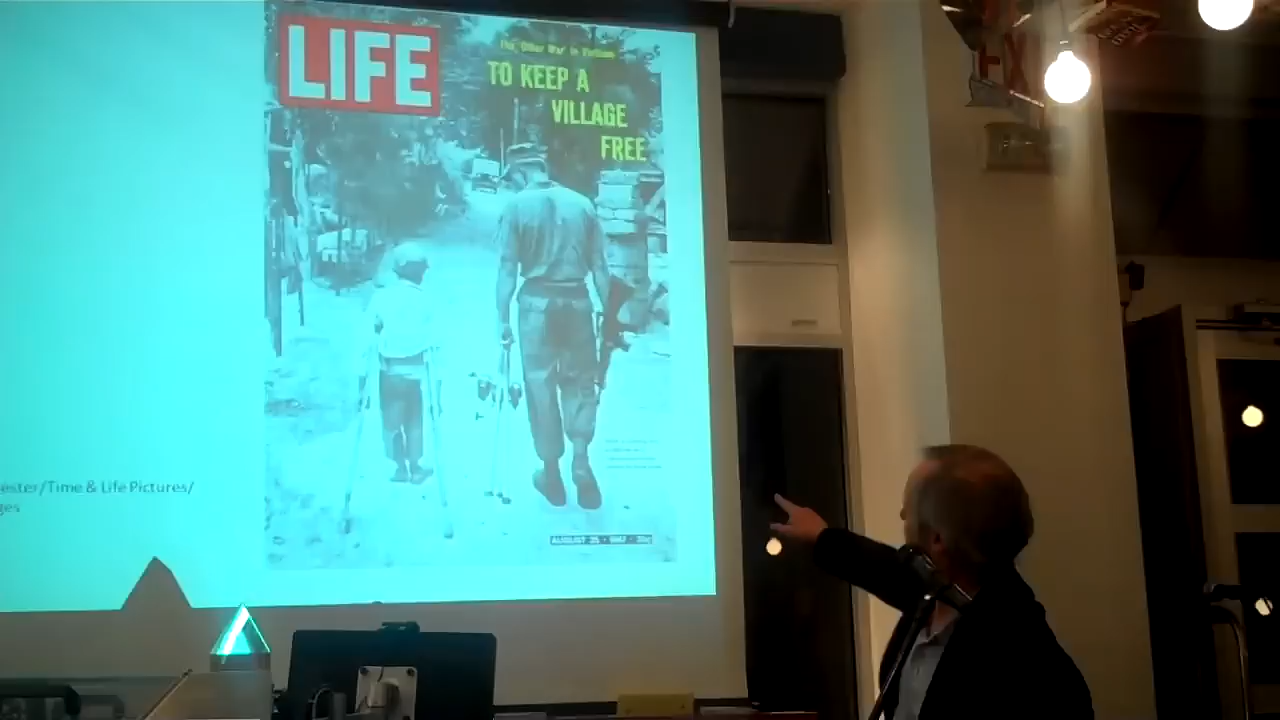 LIFE
The Other War in Vietnam
TO KEEP A
VILLAGE
FREE
ester/Time & Life Pictures/
ges
AUGUST 25 · 1967 · 35¢